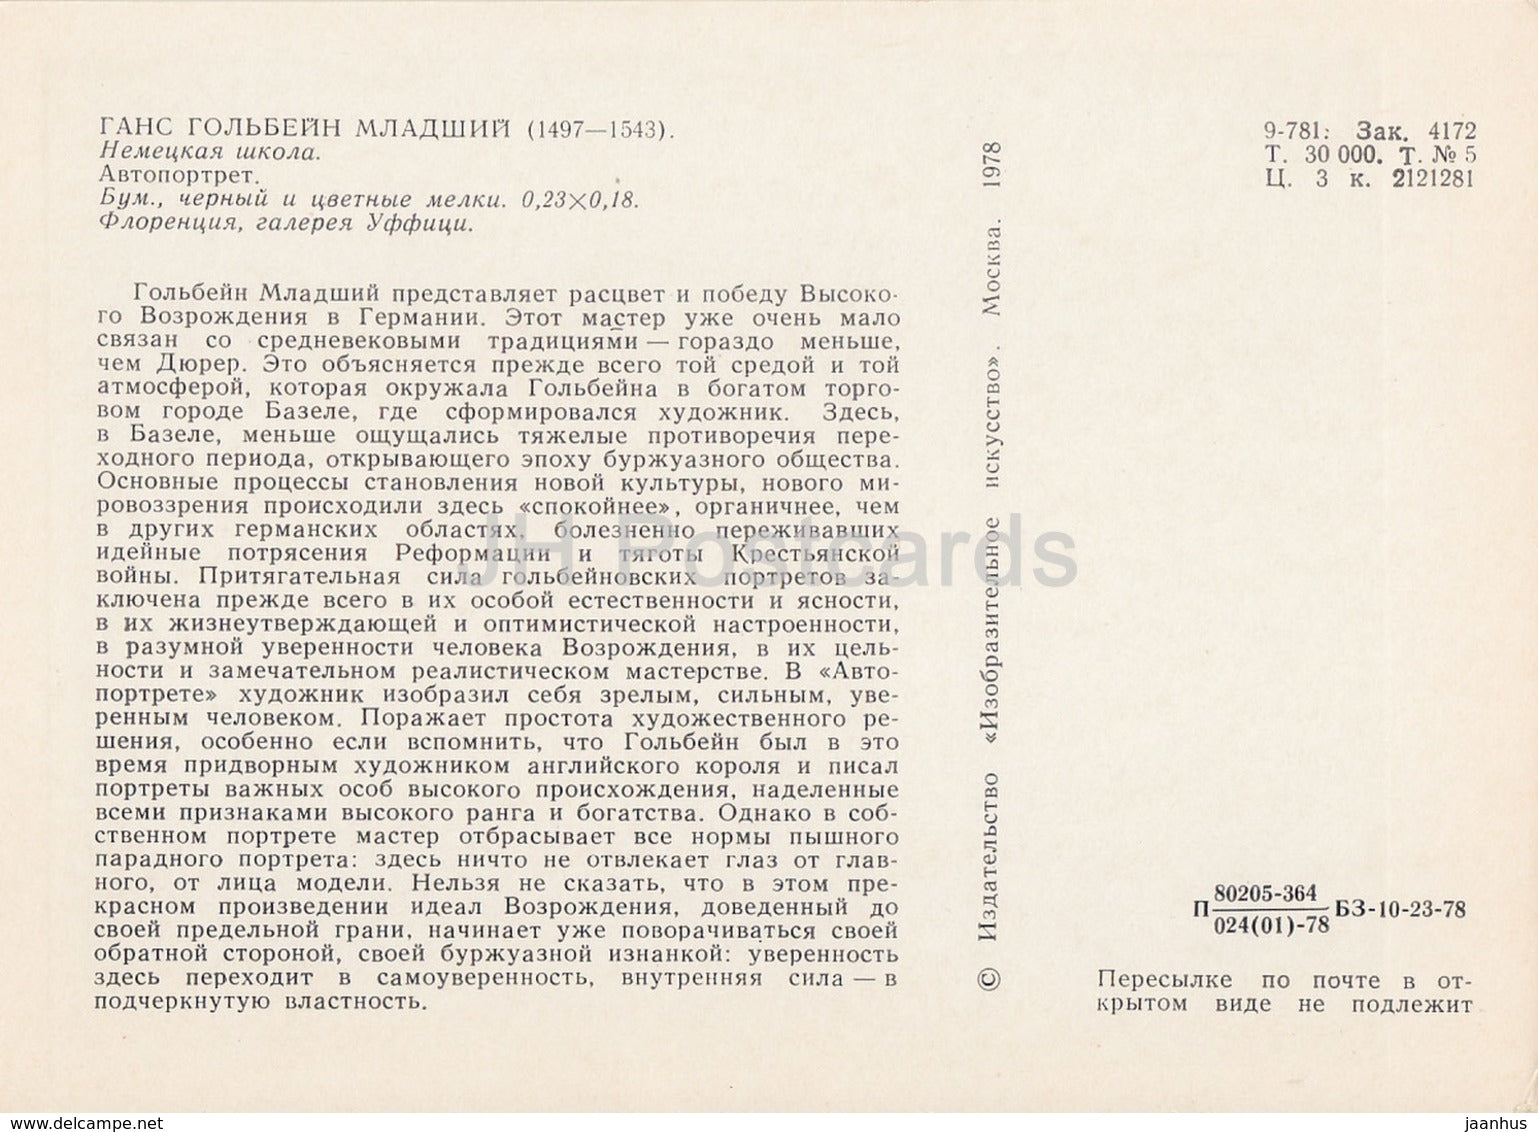 ГАНС ГОЛЬБЕЙН МЛАДШИЙ (1497—1543).
Немецкая школа.
Автопортрет.
Бум., черный и цветные мелки. 0,23×0,18.
Флоренция, галерея Уффици.
Гольбейн Младший представляет расцвет и победу Высоко-
го Возрождения в Германии. Этот мастер уже очень мало
связан со средневековыми традициями — гораздо меньше,
чем Дюрер. Это объясняется прежде всего той средой и той
атмосферой, которая окружала Гольбейна в богатом торго-
вом городе Базеле, где сформировался художник. Здесь,
в Базеле, меньше ощущались тяжелые противоречия пере-
ходного периода, открывающего эпоху буржуазного общества.
Основные процессы становления новой культуры, нового ми-
ровоззрения происходили здесь «спокойнее», органичнее, чем
в других германских областях, болезненно переживавших
идейные потрясения Реформации и тяготы Крестьянской
войны. Притягательная сила гольбейновских портретов за-
ключена прежде всего в их особой естественности и ясности,
в их жизнеутверждающей и оптимистической настроенности,
в разумной уверенности человека Возрождения, в их цель-
ности и замечательном реалистическом мастерстве. В «Авто-
портрете» художник изобразил себя зрелым, сильным, уве-
ренным человеком. Поражает простота художественного ре-
шения, особенно если вспомнить, что Гольбейн был в это
время придворным художником английского короля и писал
портреты важных особ высокого происхождения, наделенные
всеми признаками высокого ранга и богатства. Однако в соб-
ственном портрете мастер отбрасывает все нормы пышного
парадного портрета: здесь ничто не отвлекает глаз от глав-
ного, от лица модели. Нельзя не сказать, что в этом пре-
красном произведении идеал Возрождения, доведенный до
своей предельной грани, начинает уже поворачиваться своей
обратной стороной, своей буржуазной изнанкой: уверенность
здесь переходит в самоуверенность, внутренняя сила — в
подчеркнутую властность.
© Издательство «Изобразительное искусство». Москва. 1978
9-781: Зак. 4172
Т. 30 000. Т. № 5
Ц. 3 к. 2121281
П 80205-364 БЗ-10-23-78
024(01)-78
Пересылке по почте в от-
крытом виде не подлежит
JH Postcards
www.delcampe.net
jaanhus